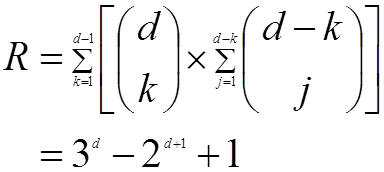 R = \sum_{k=1}^{d-1} \left[ \binom{d}{k} \times \sum_{j=1}^{d-k} \binom{d-k}{j} \right]
= 3^{d} - 2^{d+1} + 1